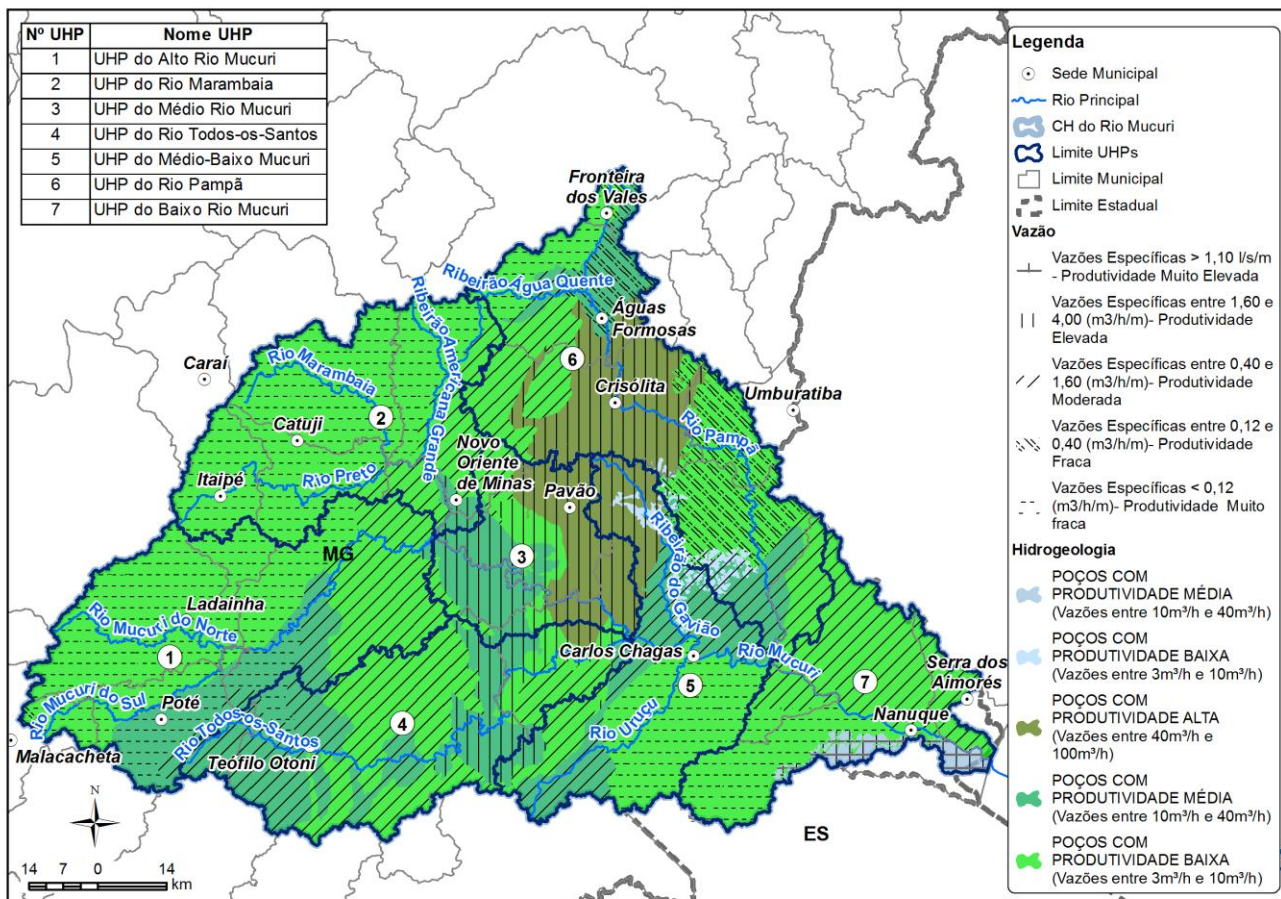 Nº UHP Nome UHP
1 UHP do Alto Rio Mucuri
2 UHP do Rio Marambaia
3 UHP do Médio Rio Mucuri
4 UHP do Rio Todos-os-Santos
5 UHP do Médio-Baixo Mucuri
6 UHP do Rio Pampã
7 UHP do Baixo Rio Mucuri
Fronteira
dos Vales
Ribeirão Água Quente
Ribeirão Americana Grande
Águas
Formosas
6
Caraí
Rio Marambaia
Crisólita
Umburatiba
2
Catuji
Rio Pampã
Novo
Oriente
de Minas
Itaipé
Rio Preto
Pavão
MG
3
Ribeirão do Gavião
Ladainha
Rio Mucuri do Norte
1
Carlos Chagas
Rio Mucuri
Serra dos
Aimorés
5
7
Rio Mucuri do Sul
Poté
4
Nanuque
Rio Uruçu
Rio Todos-os-Santos
Malacacheta
Teófilo Otoni
N
ES
14 7 0 14
km
Legenda
Sede Municipal
Rio Principal
CH do Rio Mucuri
Limite UHPs
Limite Municipal
Limite Estadual
Vazão
Vazões Específicas > 1,10 l/s/m
- Produtividade Muito Elevada
Vazões Específicas entre 1,60 e
4,00 (m3/h/m)- Produtividade
Elevada
Vazões Específicas entre 0,40 e
1,60 (m3/h/m)- Produtividade
Moderada
Vazões Específicas entre 0,12 e
0,40 (m3/h/m)- Produtividade
Fraca
Vazões Específicas < 0,12
(m3/h/m)- Produtividade Muito
fraca
Hidrogeologia
POÇOS COM
PRODUTIVIDADE MÉDIA
(Vazões entre 10m³/h e 40m³/h)
POÇOS COM
PRODUTIVIDADE BAIXA
(Vazões entre 3m³/h e 10m³/h)
POÇOS COM
PRODUTIVIDADE ALTA
(Vazões entre 40m³/h e
100m³/h)
POÇOS COM
PRODUTIVIDADE MÉDIA
(Vazões entre 10m³/h e 40m³/h)
POÇOS COM
PRODUTIVIDADE BAIXA
(Vazões entre 3m³/h e 10m³/h)